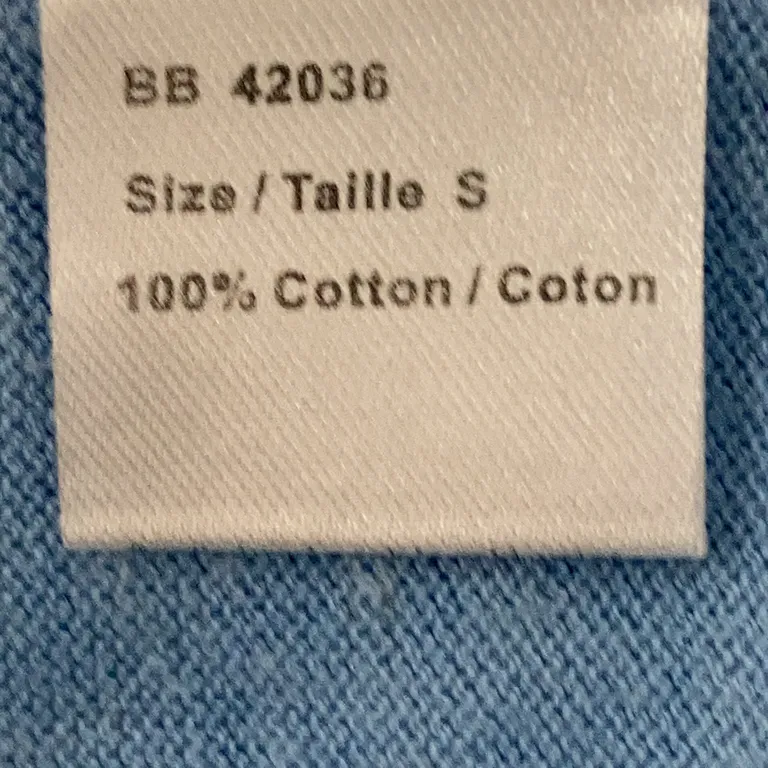 BB 42036
Size / Taille S
100% Cotton / Coton